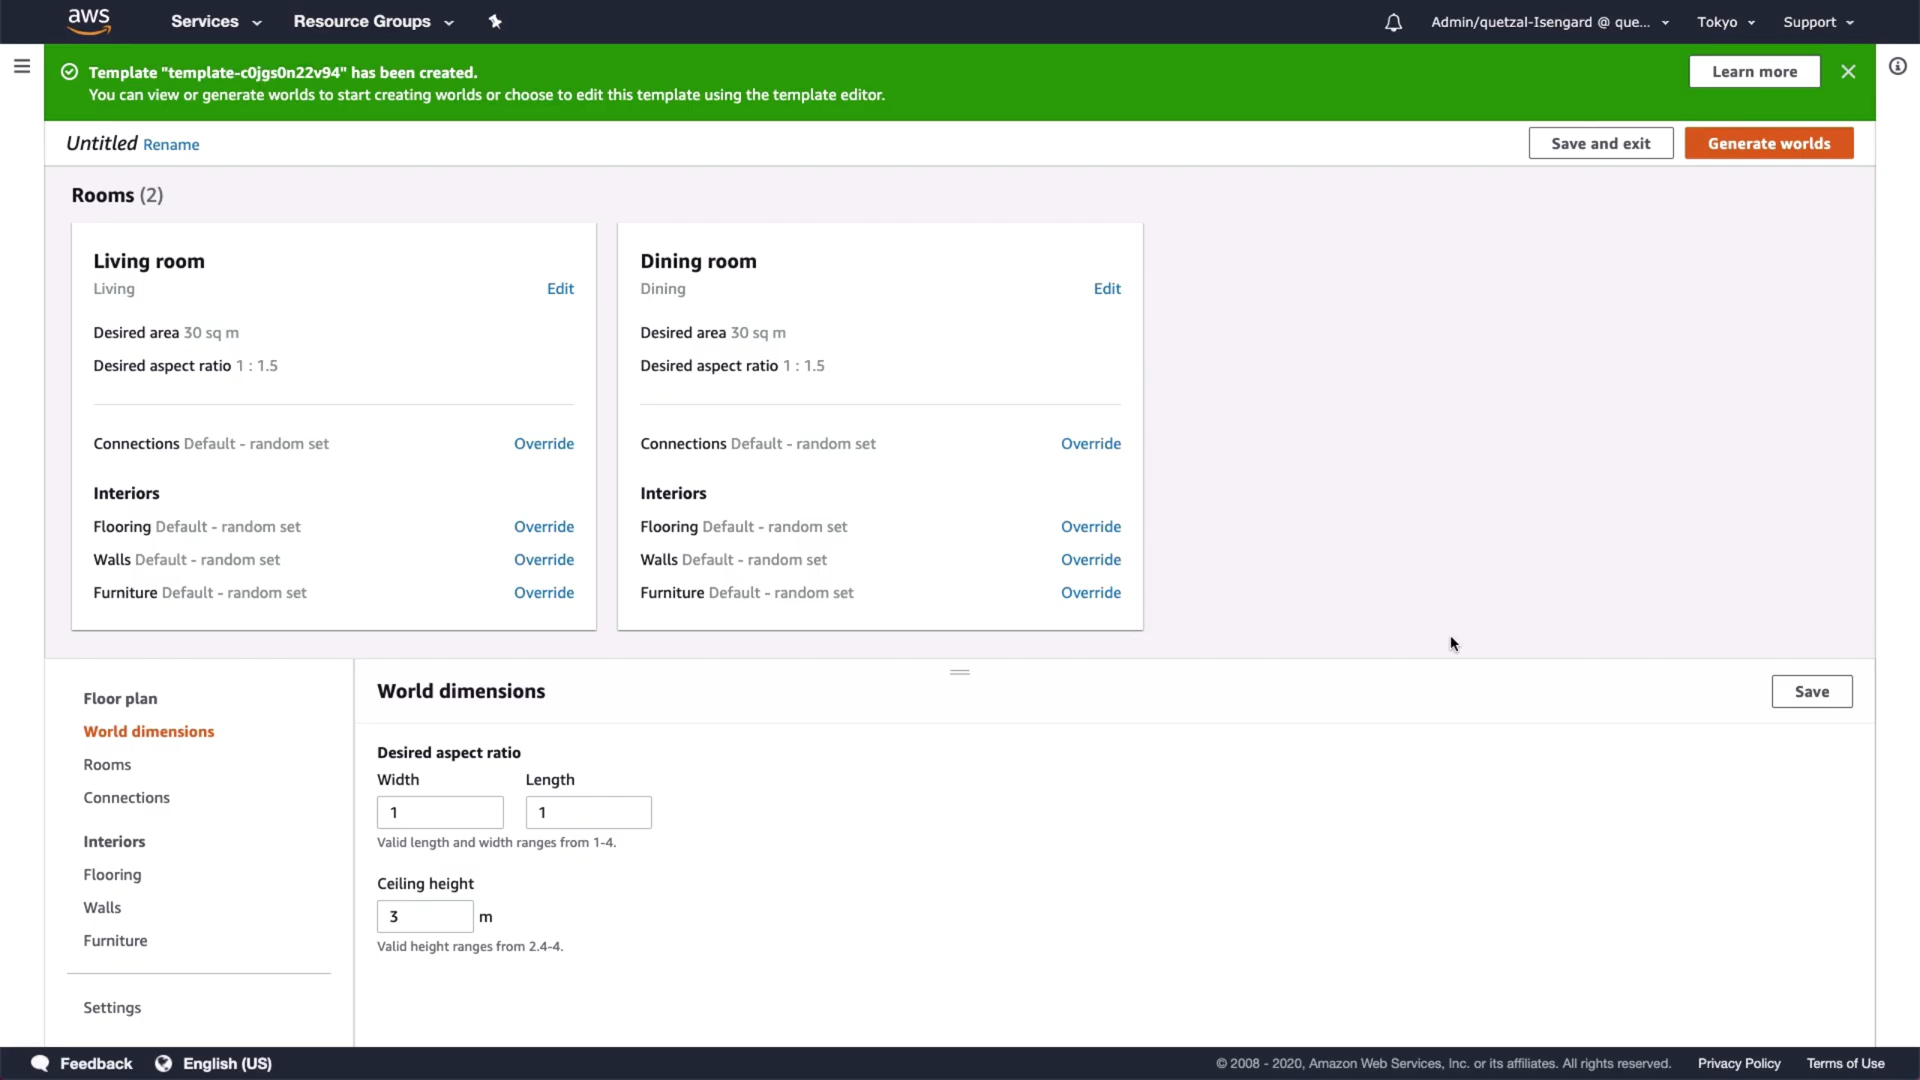 aws Services Resource Groups Admin/quetzal-Isengard @ que... Tokyo Support
Template "template-c0jgs0n22v94" has been created.
You can view or generate worlds to start creating worlds or choose to edit this template using the template editor.
Learn more
Untitled Rename
Save and exit
Generate worlds
Rooms (2)
Living room
Living
Edit
Desired area 30 sq m
Desired aspect ratio 1 : 1.5
Connections Default - random set Override
Interiors
Flooring Default - random set Override
Walls Default - random set Override
Furniture Default - random set Override
Dining room
Dining
Edit
Desired area 30 sq m
Desired aspect ratio 1 : 1.5
Connections Default - random set Override
Interiors
Flooring Default - random set Override
Walls Default - random set Override
Furniture Default - random set Override
Floor plan
World dimensions
Rooms
Connections
Interiors
Flooring
Walls
Furniture
Settings
World dimensions
Save
Desired aspect ratio
Width Length
1 1
Valid length and width ranges from 1-4.
Ceiling height
3 m
Valid height ranges from 2.4-4.
Feedback English (US) © 2008 - 2020, Amazon Web Services, Inc. or its affiliates. All rights reserved. Privacy Policy Terms of Use